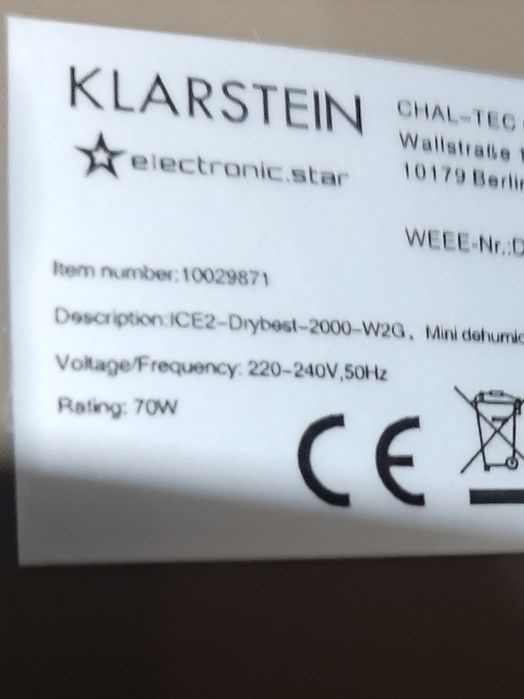 KLARSTEIN
electronic.star
CHAL-TEC
Wallstraße
10179 Berlin
WEEE-Nr.:D
Item number:10029871
Description:ICE2-Drybest-2000-W2G、Mini dehumid
Voltage/Frequency: 220-240V,50Hz
Rating: 70W
CE